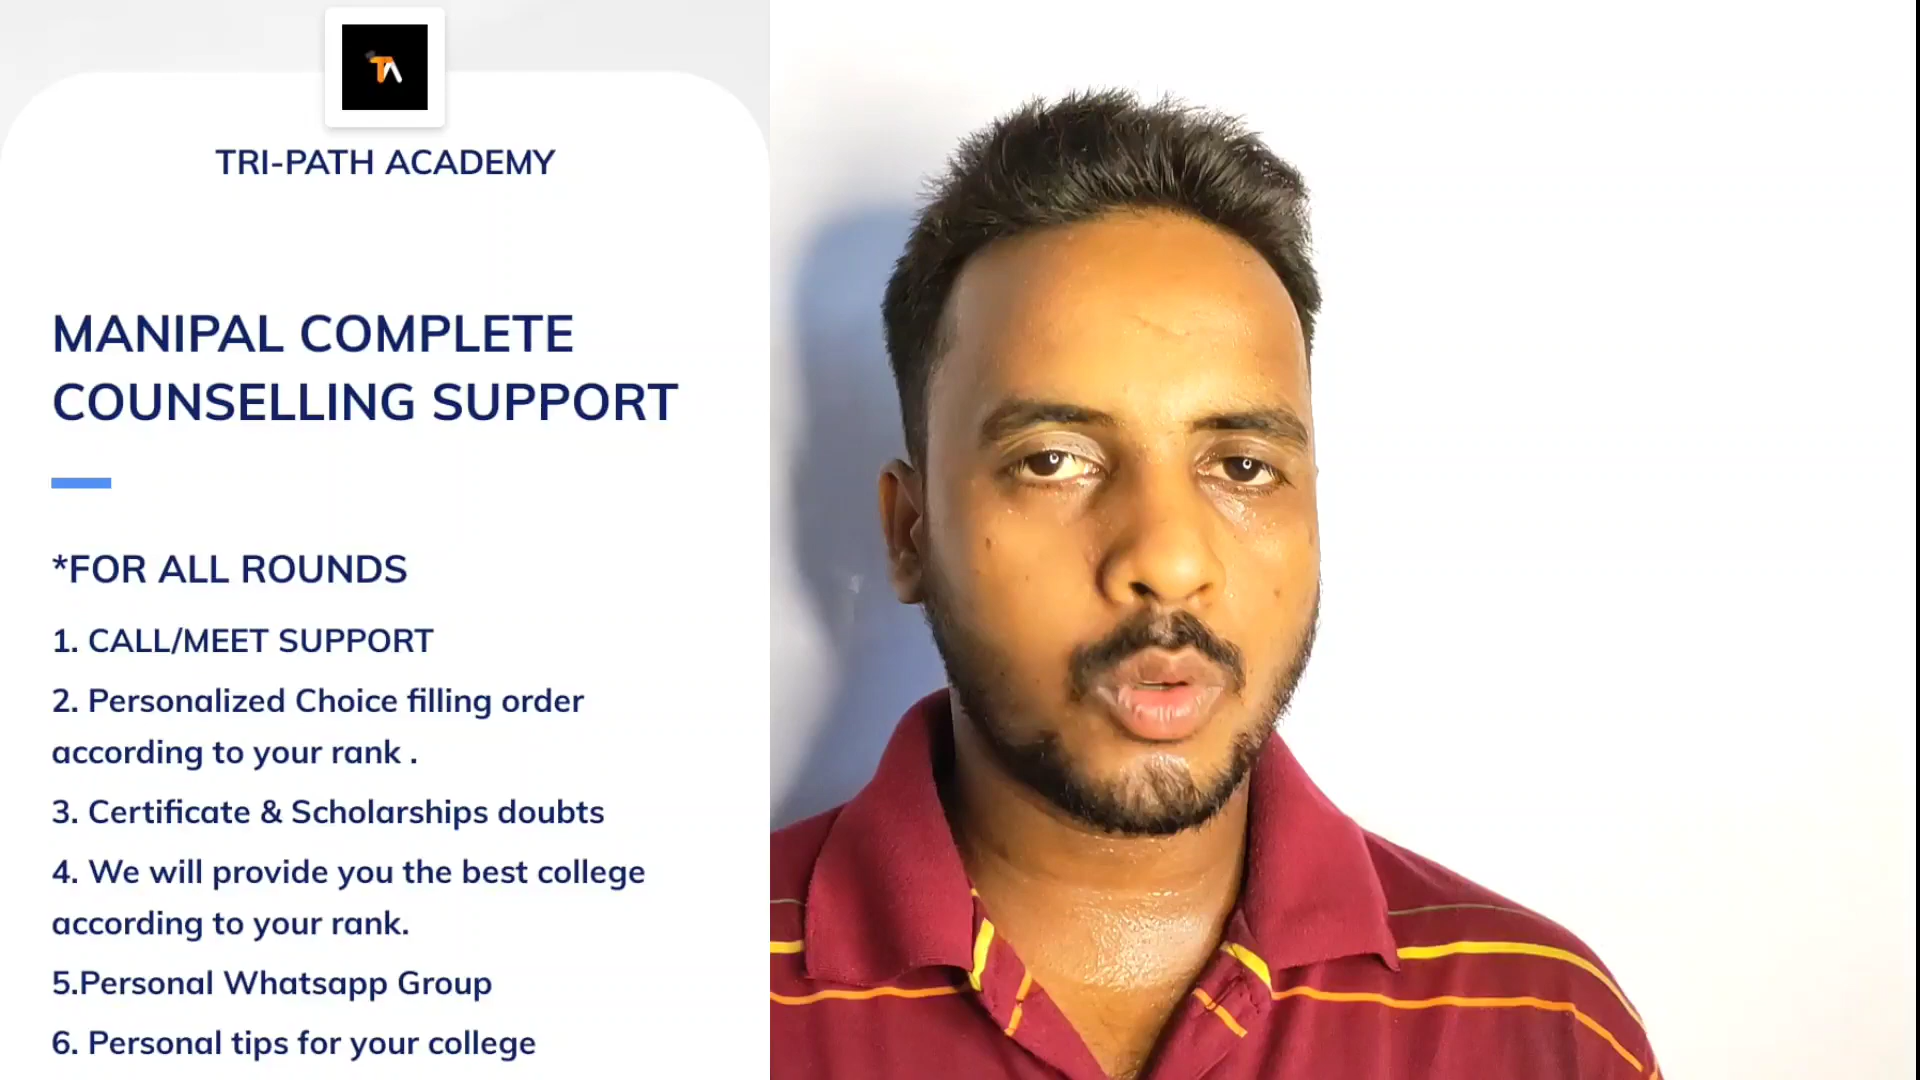 TA
TRI-PATH ACADEMY
MANIPAL COMPLETE
COUNSELLING SUPPORT
*FOR ALL ROUNDS
1. CALL/MEET SUPPORT
2. Personalized Choice filling order
according to your rank .
3. Certificate & Scholarships doubts
4. We will provide you the best college
according to your rank.
5.Personal Whatsapp Group
6. Personal tips for your college